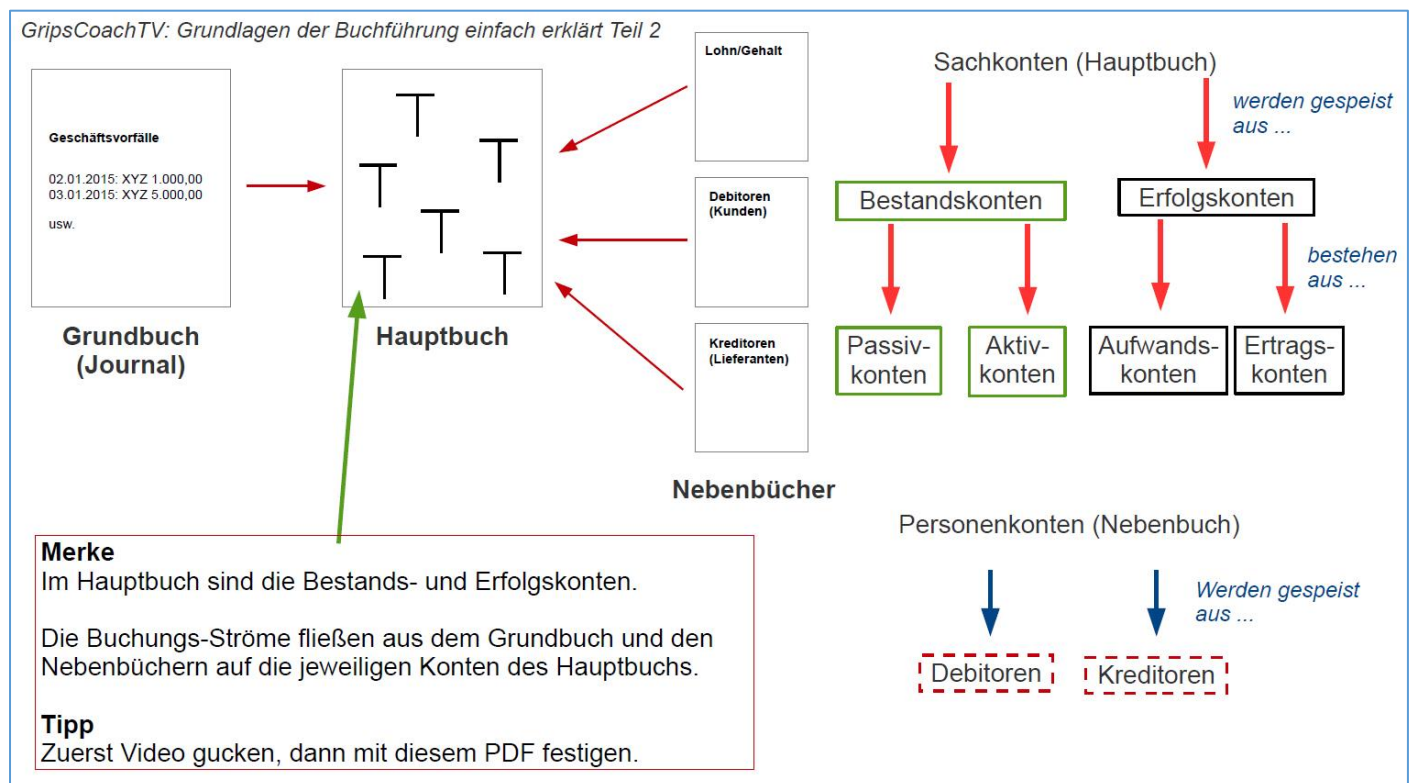 GripsCoachTV: Grundlagen der Buchführung einfach erklärt Teil 2
Geschäftsvorfälle
02.01.2015: XYZ 1.000,00
03.01.2015: XYZ 5.000,00
usw.
Grundbuch
(Journal)
Hauptbuch
Lohn/Gehalt
Debitoren
(Kunden)
Kreditoren
(Lieferanten)
Nebenbücher
Sachkonten (Hauptbuch)
werden gespeist
aus ...
Bestandskonten
Erfolgskonten
bestehen
aus ...
Passiv-
konten
Aktiv-
konten
Aufwands-
konten
Ertrags-
konten
Personenkonten (Nebenbuch)
Werden gespeist
aus ...
Debitoren
Kreditoren
Merke
Im Hauptbuch sind die Bestands- und Erfolgskonten.
Die Buchungs-Ströme fließen aus dem Grundbuch und den
Nebenbüchern auf die jeweiligen Konten des Hauptbuchs.
Tipp
Zuerst Video gucken, dann mit diesem PDF festigen.